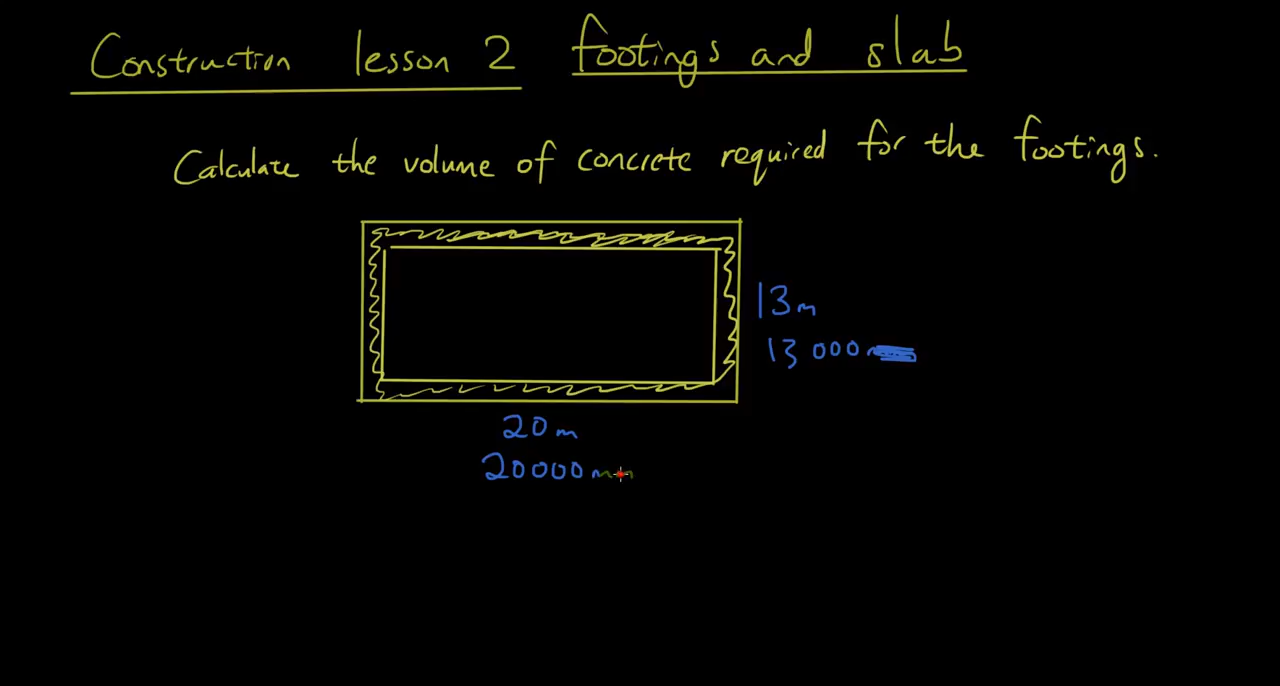 Construction lesson 2 footings and slab
Calculate the volume of concrete required for the footings.
13m
13 000
20m
20000mm